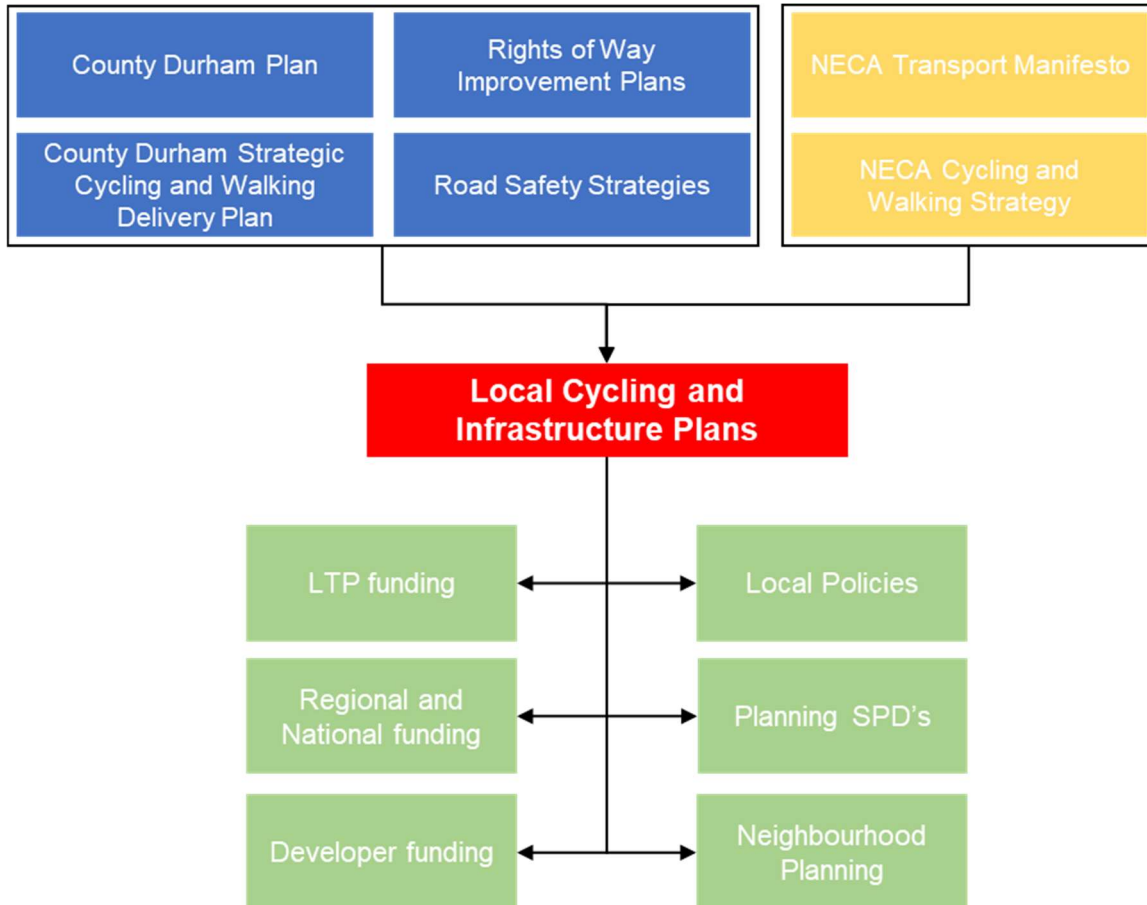 County Durham Plan
Rights of Way
Improvement Plans
NECA Transport Manifesto
County Durham Strategic
Cycling and Walking
Delivery Plan
Road Safety Strategies
NECA Cycling and
Walking Strategy
Local Cycling and
Infrastructure Plans
LTP funding
Local Policies
Regional and
National funding
Planning SPD's
Developer funding
Neighbourhood
Planning